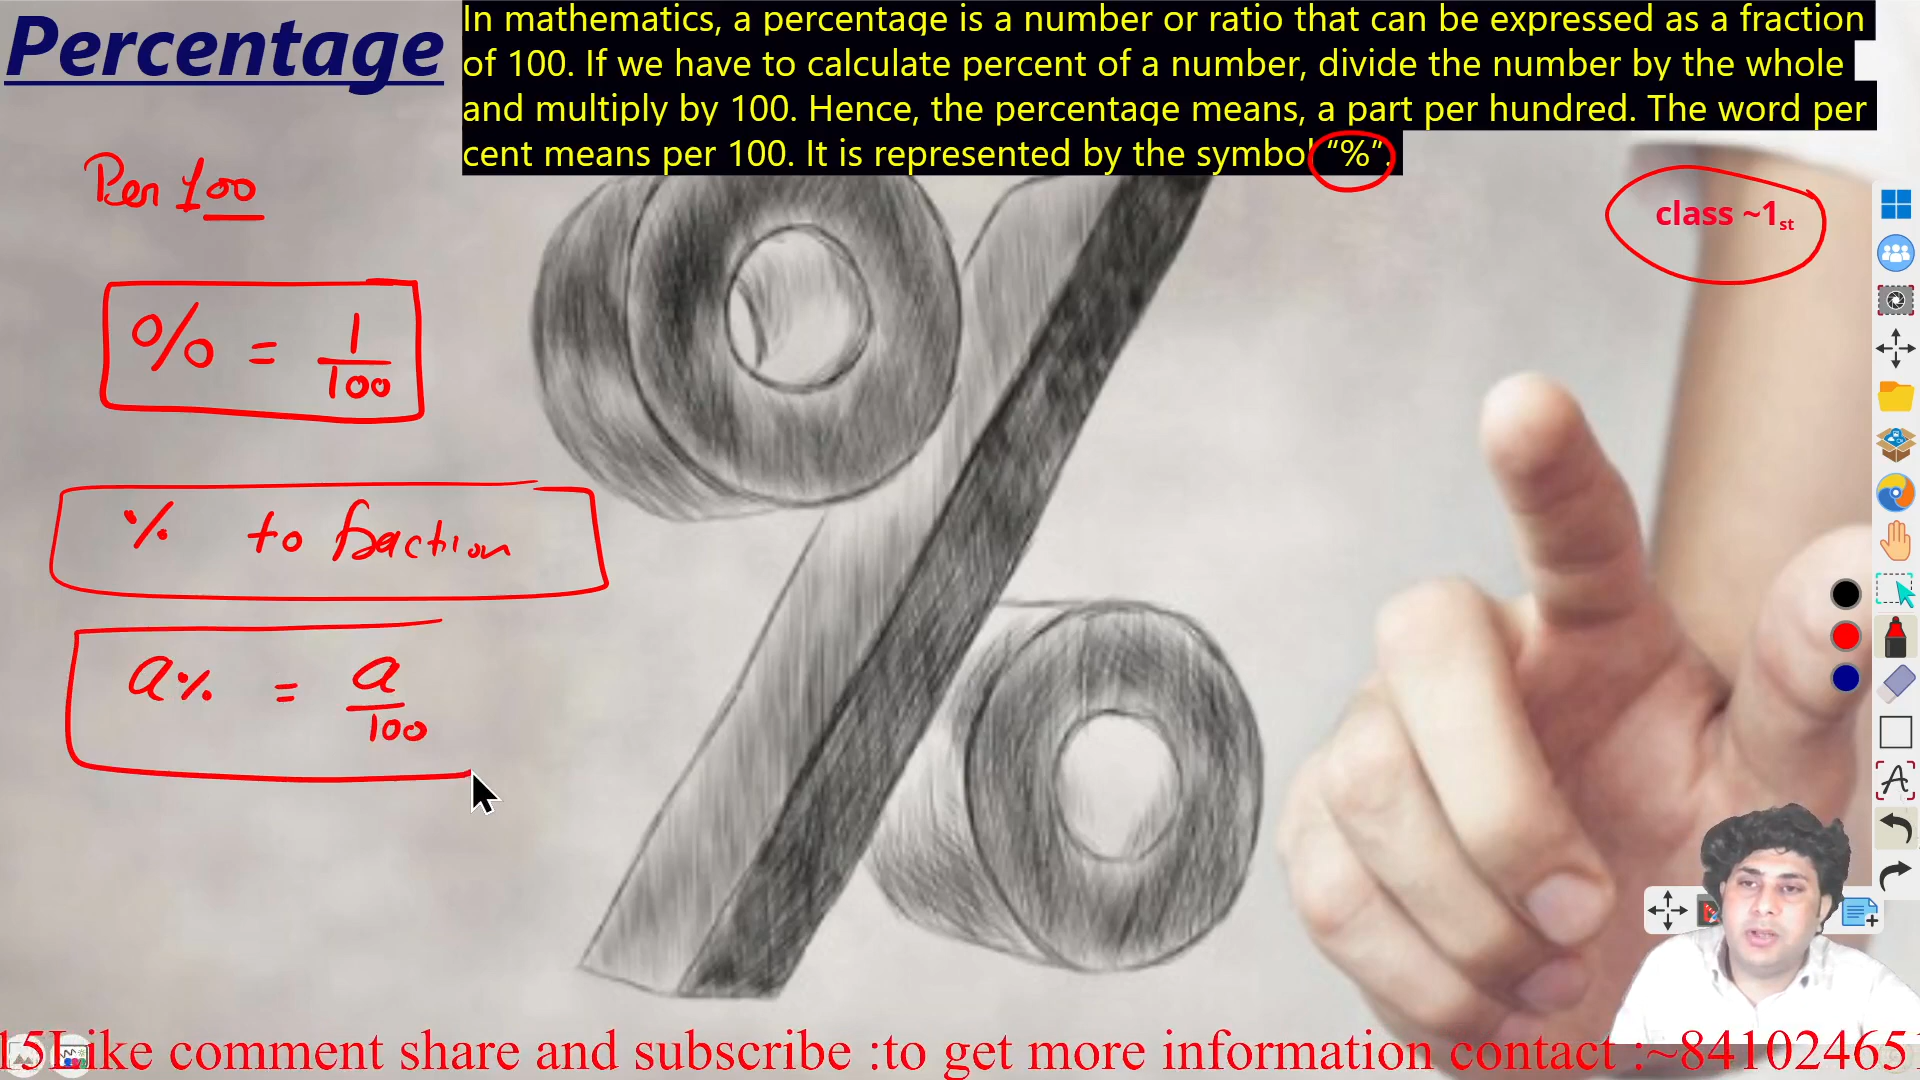 Percentage
In mathematics, a percentage is a number or ratio that can be expressed as a fraction
of 100. If we have to calculate percent of a number, divide the number by the whole
and multiply by 100. Hence, the percentage means, a part per hundred. The word per
cent means per 100. It is represented by the symbol “%”.
Per 100
class ~1st
% = 1/100
% to fraction
a% = a/100
15Like comment share and subscribe :to get more information contact :~84102465